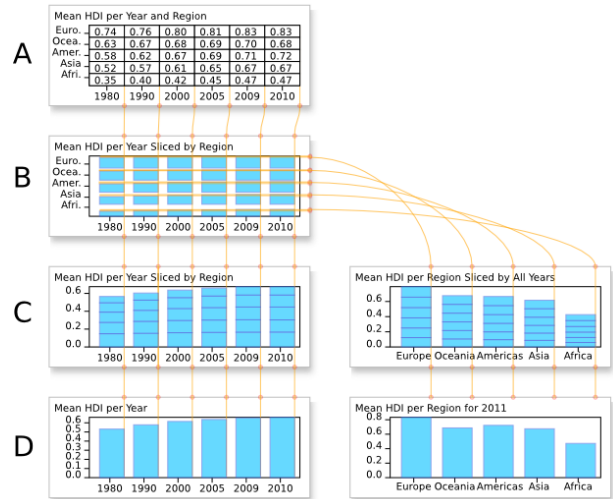 A
Mean HDI per Year and Region
Euro. 0.74 0.76 0.80 0.81 0.83 0.83
Ocea. 0.63 0.67 0.68 0.69 0.70 0.68
Amer. 0.58 0.62 0.67 0.69 0.71 0.72
Asia 0.52 0.57 0.61 0.65 0.67 0.67
Afri. 0.35 0.40 0.42 0.45 0.47 0.47
1980 1990 2000 2005 2009 2010
B
Mean HDI per Year Sliced by Region
Euro.
Ocea.
Amer.
Asia
Afri.
1980 1990 2000 2005 2009 2010
C
Mean HDI per Year Sliced by Region
0.6
0.4
0.2
0.0
1980 1990 2000 2005 2009 2010
Mean HDI per Region Sliced by All Years
0.6
0.4
0.2
0.0
Europe Oceania Americas Asia Africa
D
Mean HDI per Year
0.6
0.5
0.4
0.3
0.2
0.1
0.0
1980 1990 2000 2005 2009 2010
Mean HDI per Region for 2011
0.8
0.6
0.4
0.2
0.0
Europe Oceania Americas Asia Africa